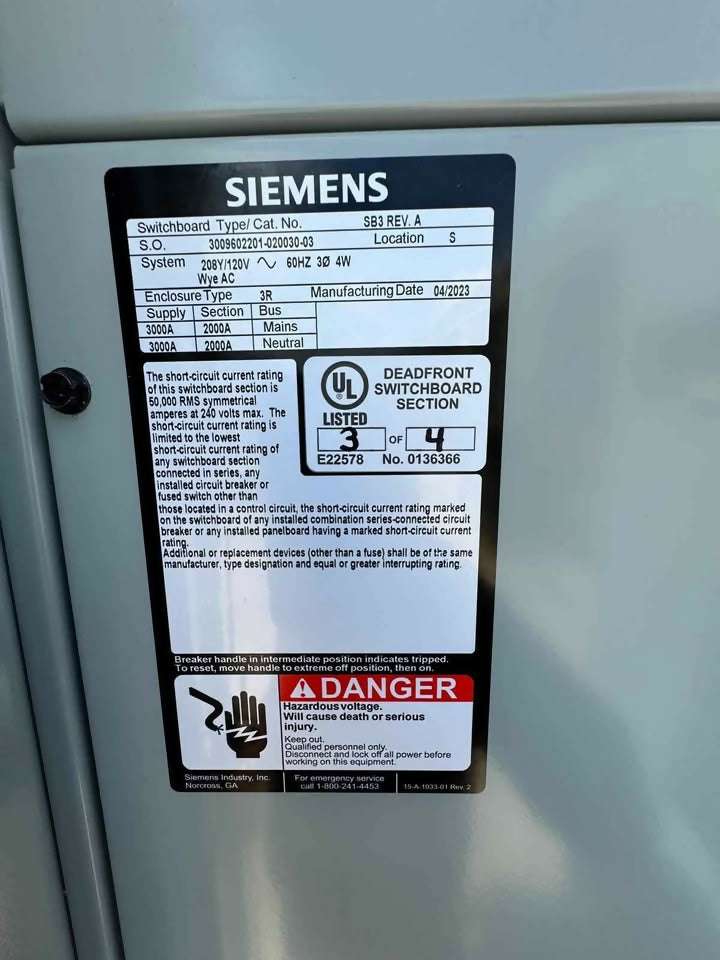 SIEMENS
Switchboard Type/ Cat. No. SB3 REV. A
S.O. 3009602201-020030-03 Location S
System 208Y/120V ∿ 60HZ 3Ø 4W
Wye AC
Enclosure Type 3R Manufacturing Date 04/2023
Supply Section Bus
3000A 2000A Mains
3000A 2000A Neutral
The short-circuit current rating
of this switchboard section is
50,000 RMS symmetrical
amperes at 240 volts max. The
short-circuit current rating is
limited to the lowest
short-circuit current rating of
any switchboard section
connected in series, any
installed circuit breaker or
fused switch other than
those located in a control circuit, the short-circuit current rating marked
on the switchboard of any installed combination series-connected circuit
breaker or any installed panelboard having a marked short-circuit current
rating.
Additional or replacement devices (other than a fuse) shall be of the same
manufacturer, type designation and equal or greater interrupting rating.
UL
®
LISTED
DEADFRONT
SWITCHBOARD
SECTION
3 OF 4
E22578 No. 0136366
Breaker handle in intermediate position indicates tripped.
To reset, move handle to extreme off position, then on.
DANGER
Hazardous voltage.
Will cause death or serious
injury.
Keep out.
Qualified personnel only.
Disconnect and lock off all power before
working on this equipment.
Siemens Industry, Inc.
Norcross, GA
For emergency service
call 1-800-241-4453
15-A-1033-01 Rev. 2